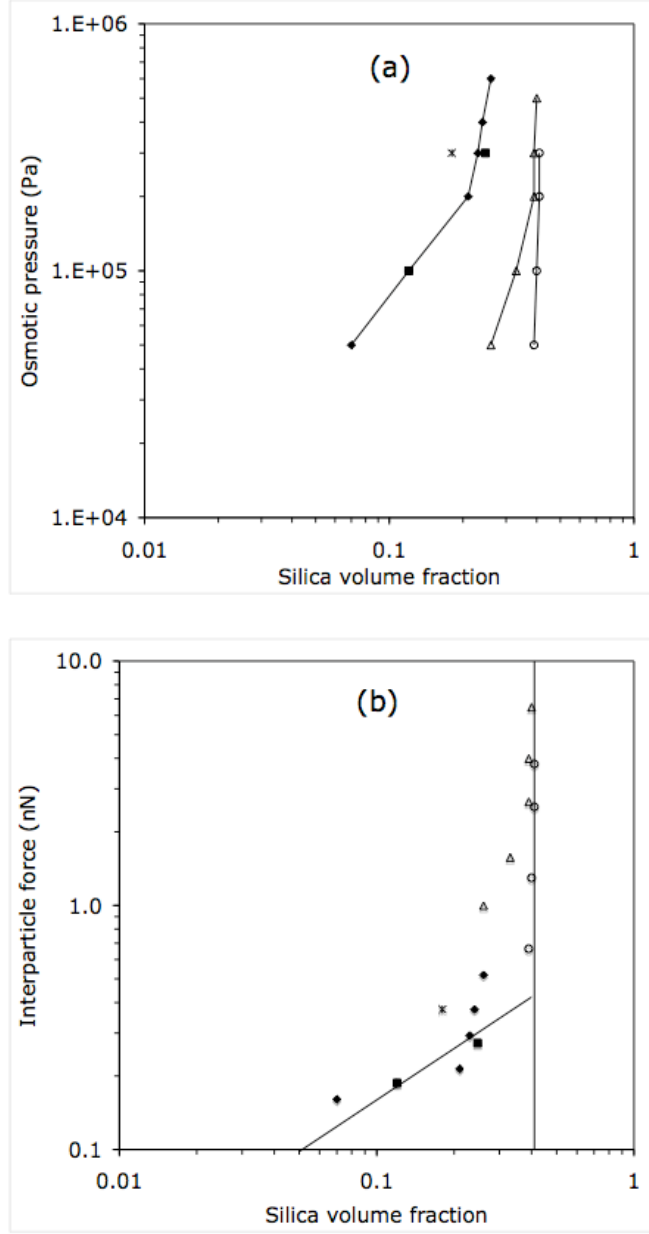 1.E+06
(a)
Osmotic pressure (Pa)
1.E+05
1.E+04
0.01
0.1
1
Silica volume fraction
10.0
(b)
Interparticle force (nN)
1.0
0.1
0.01
0.1
1
Silica volume fraction